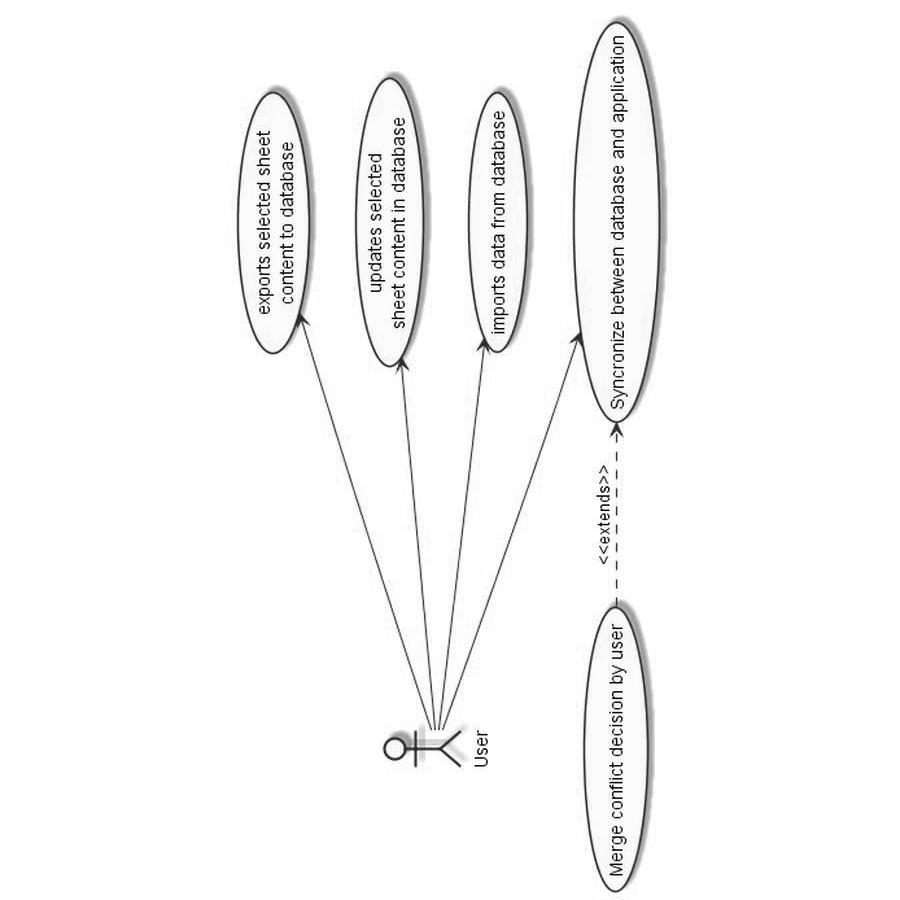 exports selected sheet
content to database
updates selected
sheet content in database
imports data from database
Syncronize between database and application
<<extends>>
User
Merge conflict decision by user